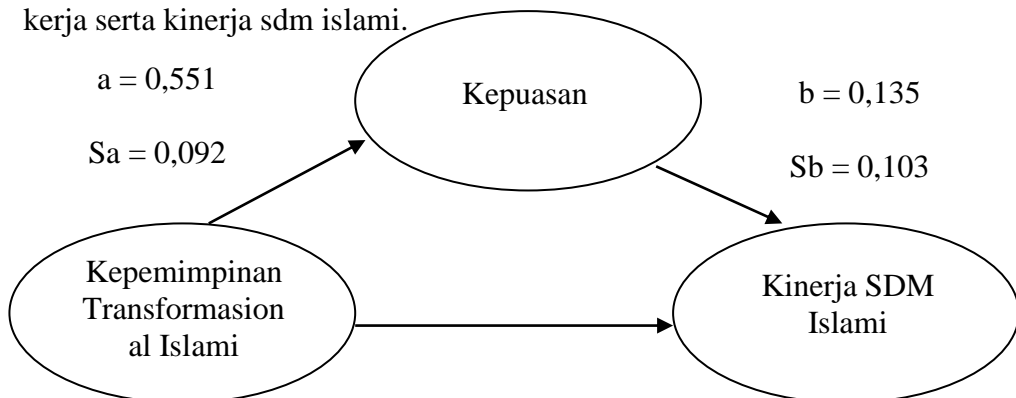 kerja serta kinerja sdm islami.
a = 0,551
Sa = 0,092
Kepuasan
b = 0,135
Sb = 0,103
Kepemimpinan
Transformasion
al Islami
Kinerja SDM
Islami